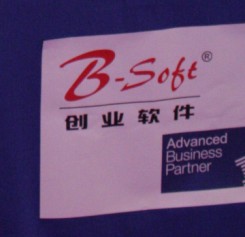 B-Soft®
创业软件
Advanced
Business
Partner